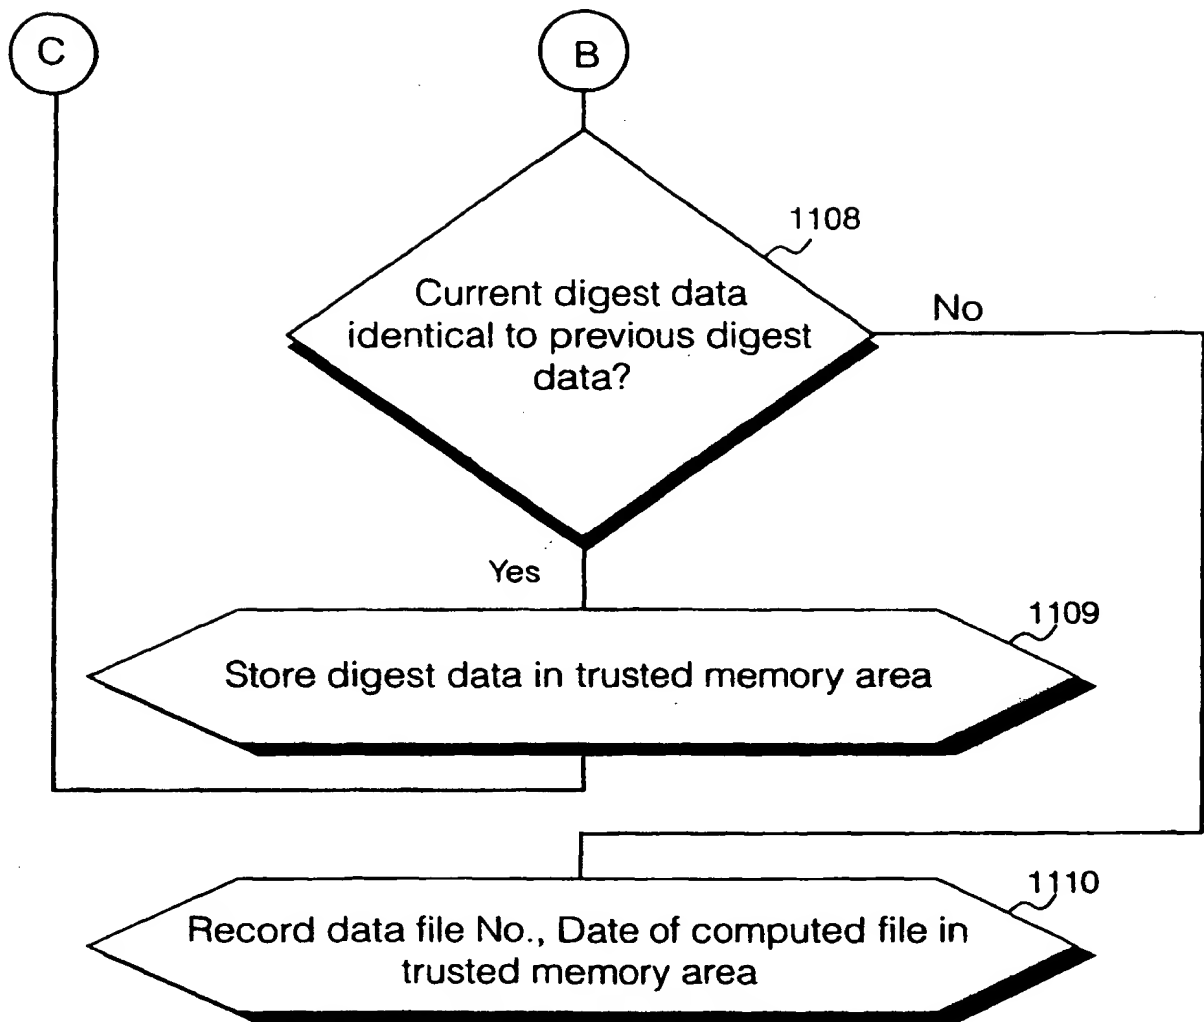 C
B
1108
Current digest data
identical to previous digest
data?
No
Yes
1109
Store digest data in trusted memory area
1110
Record data file No., Date of computed file in
trusted memory area